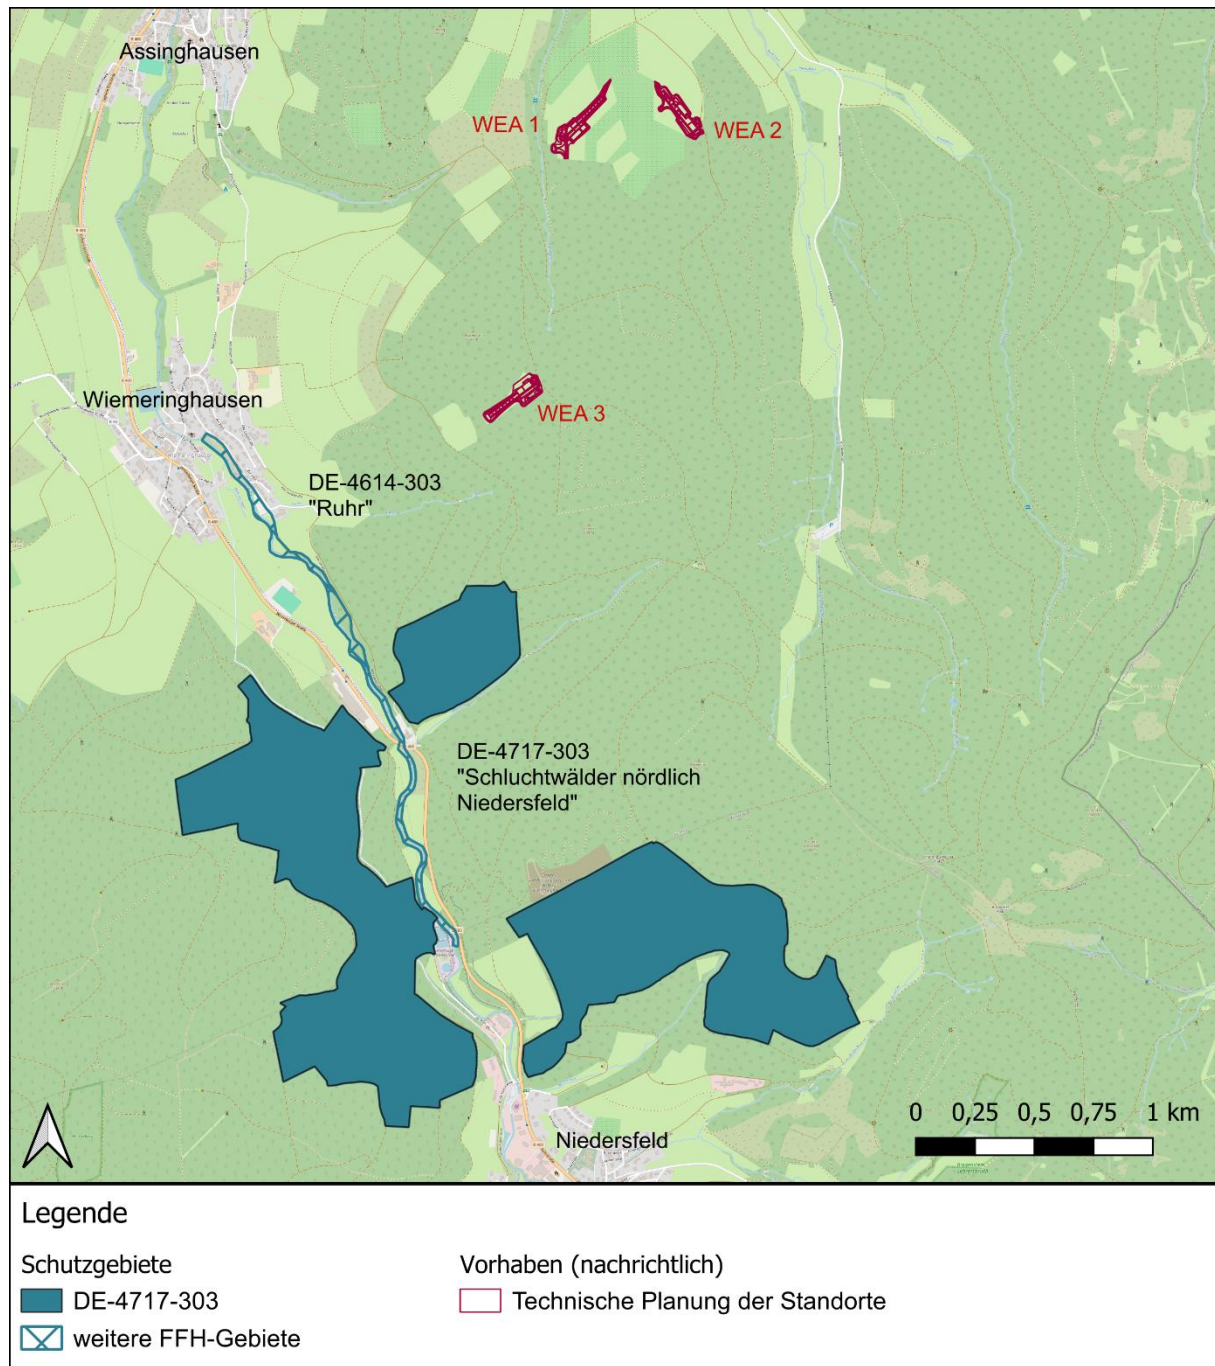 Assinghausen
WEA 1
WEA 2
Wiemeringhausen
WEA 3
DE-4614-303
"Ruhr"
DE-4717-303
"Schluchtwälder nördlich
Niedersfeld"
0 0,25 0,5 0,75 1 km
Niedersfeld
Legende
Schutzgebiete
DE-4717-303
weitere FFH-Gebiete
Vorhaben (nachrichtlich)
Technische Planung der Standorte